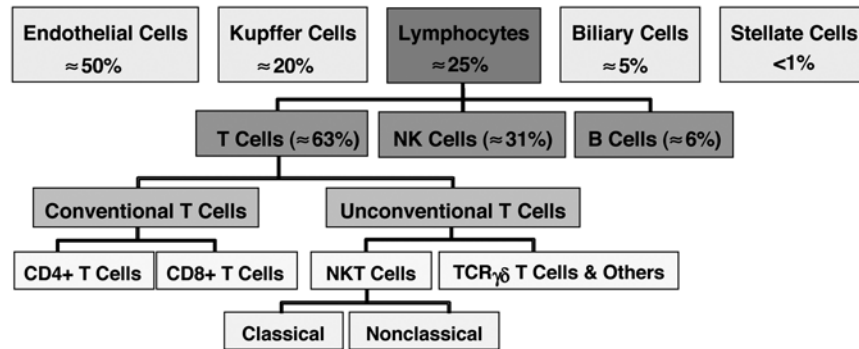 Endothelial Cells
≈50%
Kupffer Cells
≈20%
Lymphocytes
≈25%
Biliary Cells
≈5%
Stellate Cells
<1%
T Cells (≈63%)
NK Cells (≈31%)
B Cells (≈6%)
Conventional T Cells
Unconventional T Cells
CD4+ T Cells
CD8+ T Cells
NKT Cells
TCRγδ T Cells & Others
Classical
Nonclassical